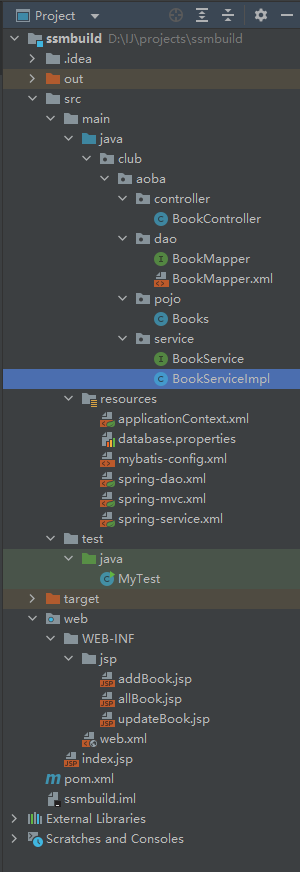 Project
ssmbuild D:\IJ\projects\ssmbuild
.idea
out
src
main
java
club
aoba
controller
BookController
dao
BookMapper
BookMapper.xml
pojo
Books
service
BookService
BookServiceImpl
resources
applicationContext.xml
database.properties
mybatis-config.xml
spring-dao.xml
spring-mvc.xml
spring-service.xml
test
java
MyTest
target
web
WEB-INF
jsp
addBook.jsp
allBook.jsp
updateBook.jsp
web.xml
index.jsp
pom.xml
ssmbuild.iml
External Libraries
Scratches and Consoles